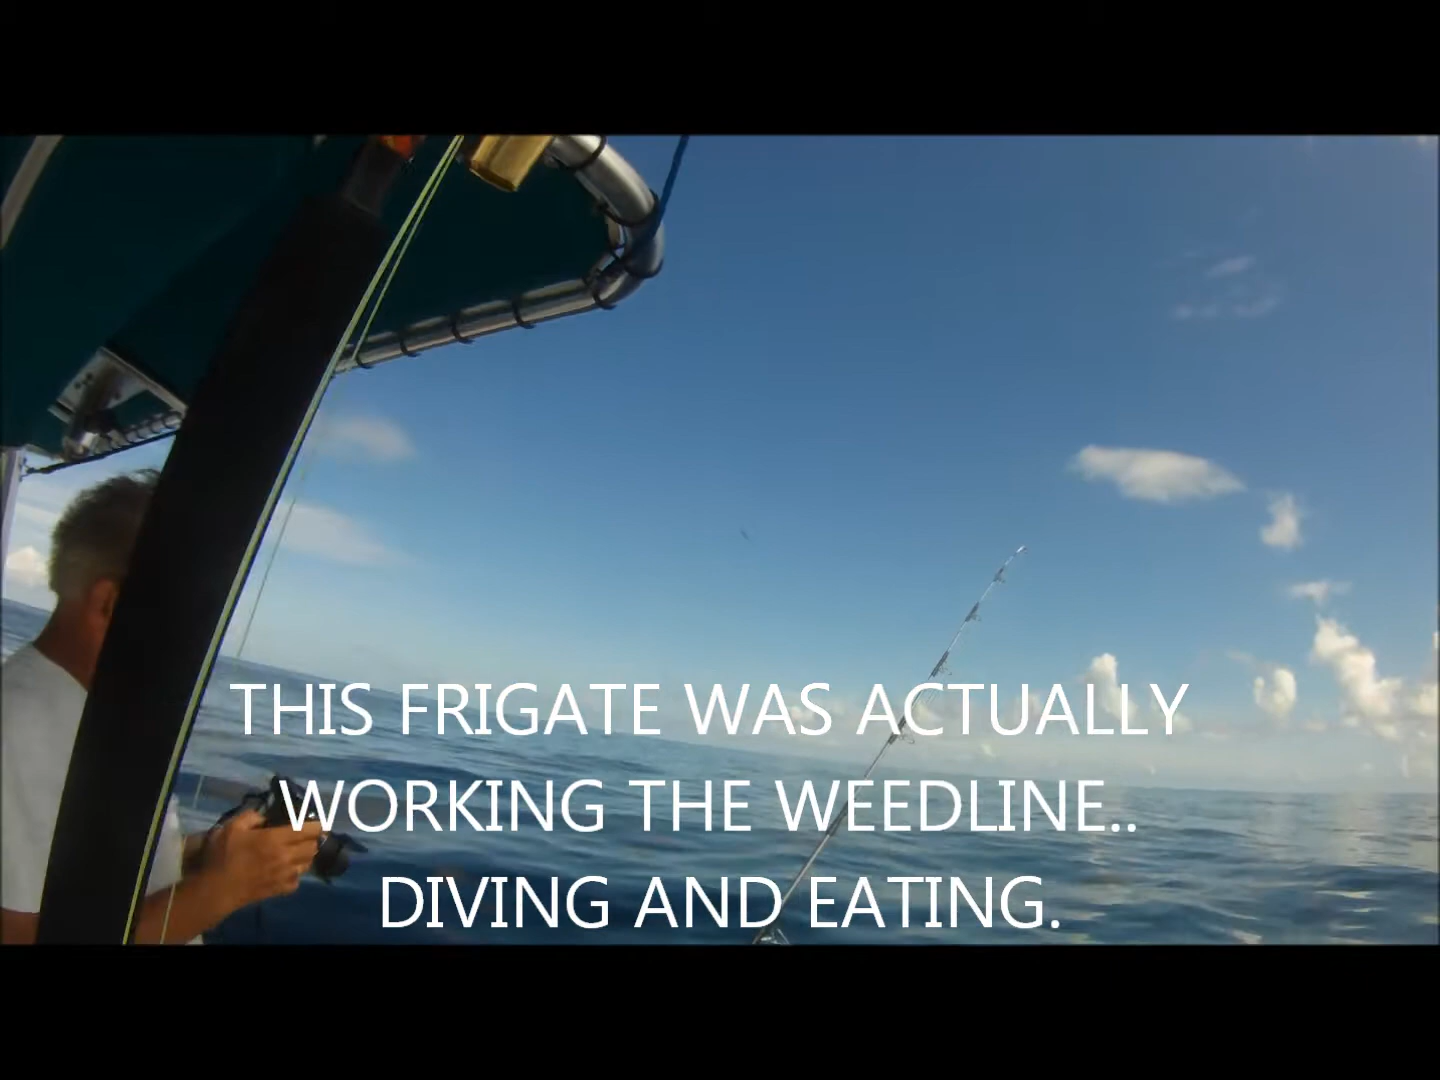 THIS FRIGATE WAS ACTUALLY
WORKING THE WEEDLINE..
DIVING AND EATING.